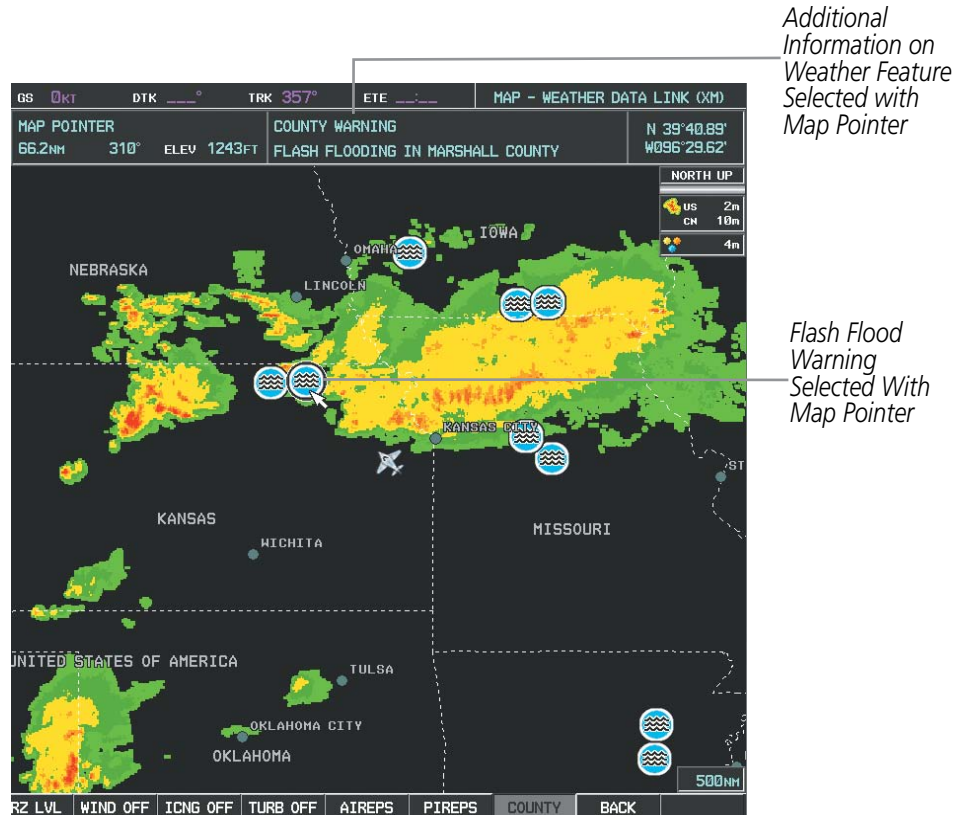 Additional
Information on
Weather Feature
Selected with
Map Pointer
GS 0KT DTK ___° TRK 357° ETE __:__ MAP - WEATHER DATA LINK (XM)
MAP POINTER
66.2NM 310° ELEV 1243FT
COUNTY WARNING
FLASH FLOODING IN MARSHALL COUNTY
N 39°40.89'
W096°29.62'
NORTH UP
US 2m
CN 10m
4m
IOWA
OMAHA
NEBRASKA
LINCOLN
Flash Flood
Warning
Selected With
Map Pointer
KANSAS CITY
ST
KANSAS
MISSOURI
WICHITA
UNITED STATES OF AMERICA
TULSA
OKLAHOMA CITY
OKLAHOMA
500NM
RZ LVL WIND OFF ICNG OFF TURB OFF AIREPS PIREPS COUNTY BACK